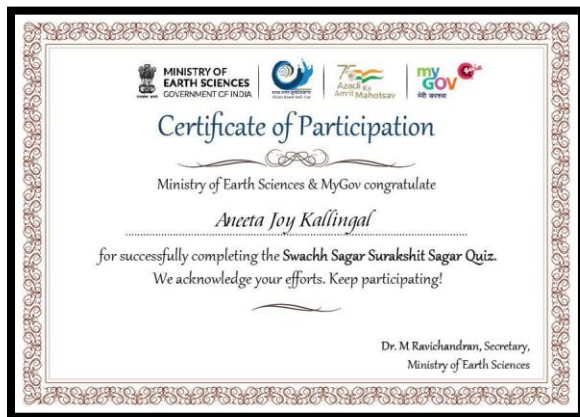 MINISTRY OF
EARTH SCIENCES
GOVERNMENT OF INDIA
75
Azadi Ka
Amrit Mahotsav
my
GOV
मेरी सरकार
Certificate of Participation
Ministry of Earth Sciences & MyGov congratulate
Aneeta Joy Kallingal
for successfully completing the Swachh Sagar Surakshit Sagar Quiz.
We acknowledge your efforts. Keep participating!
Dr. M Ravichandran, Secretary,
Ministry of Earth Sciences